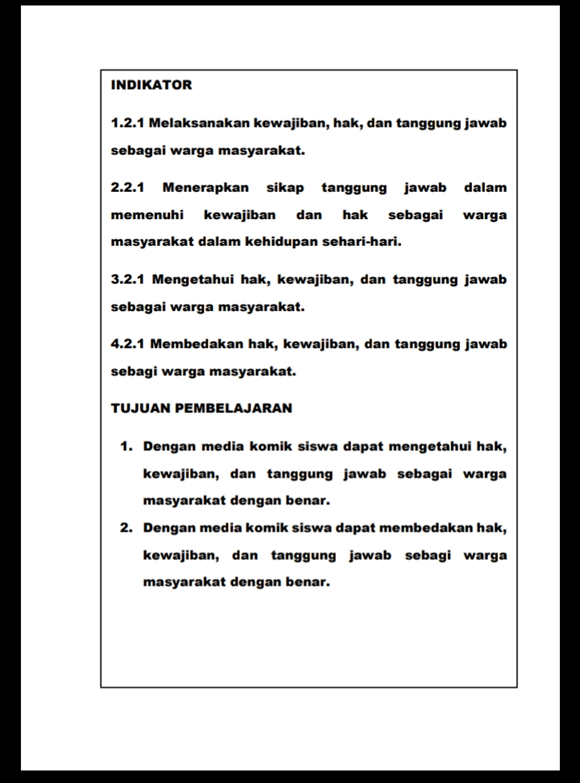 INDIKATOR
1.2.1 Melaksanakan kewajiban, hak, dan tanggung jawab
sebagai warga masyarakat.
2.2.1 Menerapkan sikap tanggung jawab dalam
memenuhi kewajiban dan hak sebagai warga
masyarakat dalam kehidupan sehari-hari.
3.2.1 Mengetahui hak, kewajiban, dan tanggung jawab
sebagai warga masyarakat.
4.2.1 Membedakan hak, kewajiban, dan tanggung jawab
sebagi warga masyarakat.
TUJUAN PEMBELAJARAN
1. Dengan media komik siswa dapat mengetahui hak,
kewajiban, dan tanggung jawab sebagai warga
masyarakat dengan benar.
2. Dengan media komik siswa dapat membedakan hak,
kewajiban, dan tanggung jawab sebagi warga
masyarakat dengan benar.